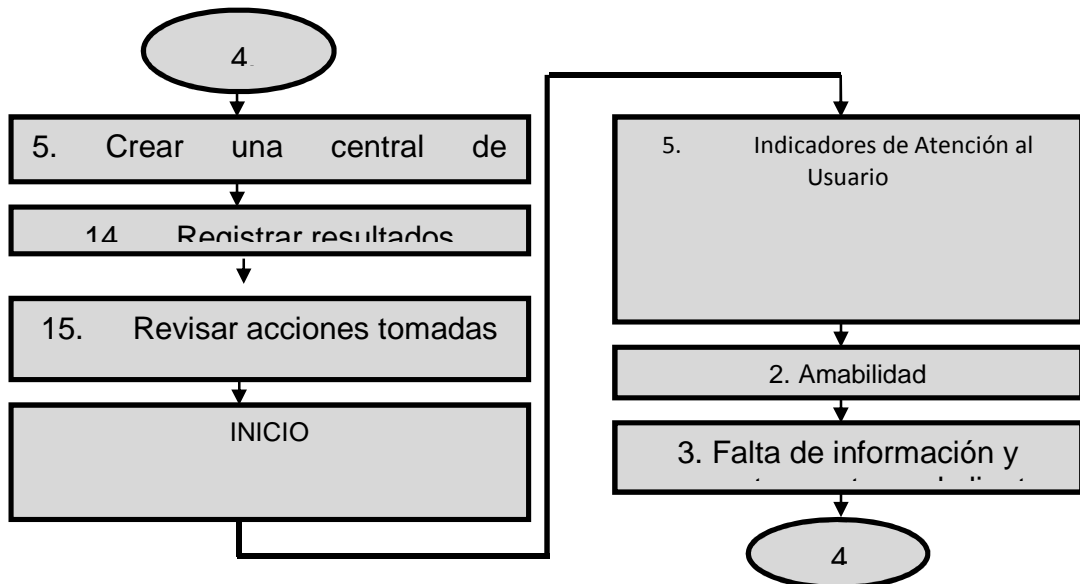 4.
5. Crear una central de
14 Registrar resultados
15. Revisar acciones tomadas
INICIO
5. Indicadores de Atención al
Usuario
2. Amabilidad
3. Falta de información y
4